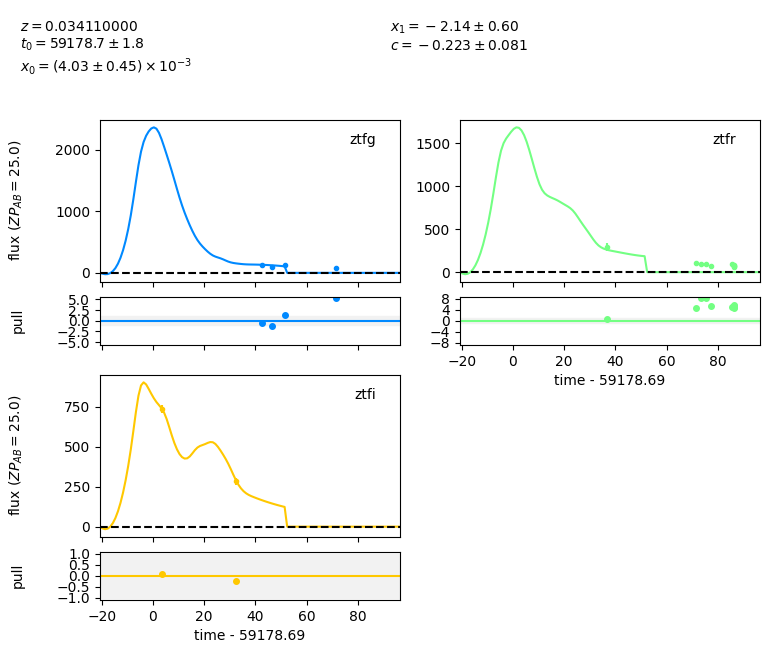 z = 0.034110000
t₀ = 59178.7 ± 1.8
x₀ = (4.03 ± 0.45) × 10⁻³
x₁ = −2.14 ± 0.60
c = −0.223 ± 0.081
ztfg
flux (ZP_AB = 25.0)
2000
1000
0
ztfr
1500
1000
500
0
pull
5.0
2.5
0.0
−2.5
−5.0
8
4
0
−4
−8
−20 0 20 40 60 80
time - 59178.69
ztfi
flux (ZP_AB = 25.0)
750
500
250
0
pull
1.0
0.5
0.0
−0.5
−1.0
−20 0 20 40 60 80
time - 59178.69